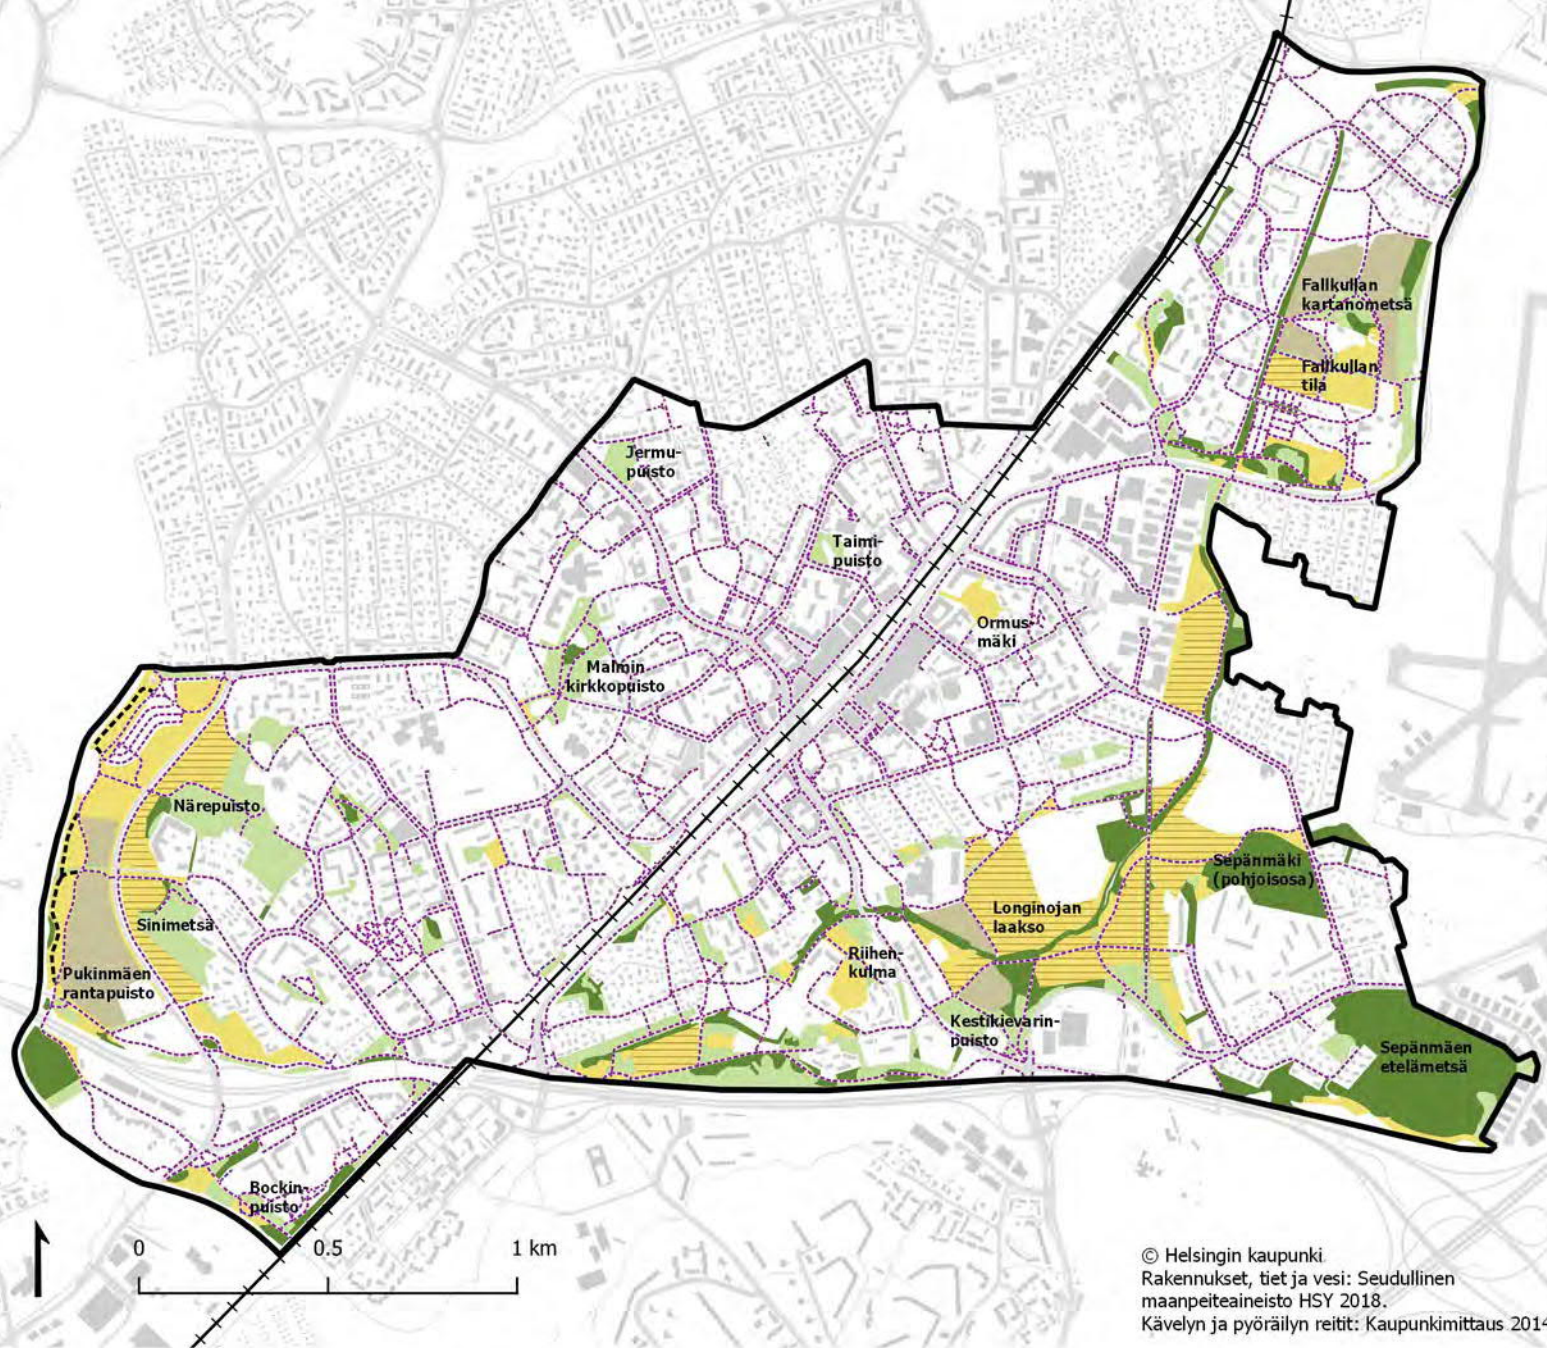 Fallkullan
kartanometsä
Fallkullan
tila
Jermu-
puisto
Taimi-
puisto
Ormus-
mäki
Malmin
kirkkopuisto
Närepuisto
Sepänmäki
(pohjoisosa)
Longinojan
laakso
Sinimetsä
Riihen-
kulma
Pukinmäen
rantapuisto
Kestikievarin-
puisto
Sepänmäen
etelämetsä
Bockin-
puisto
0 0.5 1 km
© Helsingin kaupunki
Rakennukset, tiet ja vesi: Seudullinen
maanpeiteaineisto HSY 2018.
Kävelyn ja pyöräilyn reitit: Kaupunkimittaus 2014